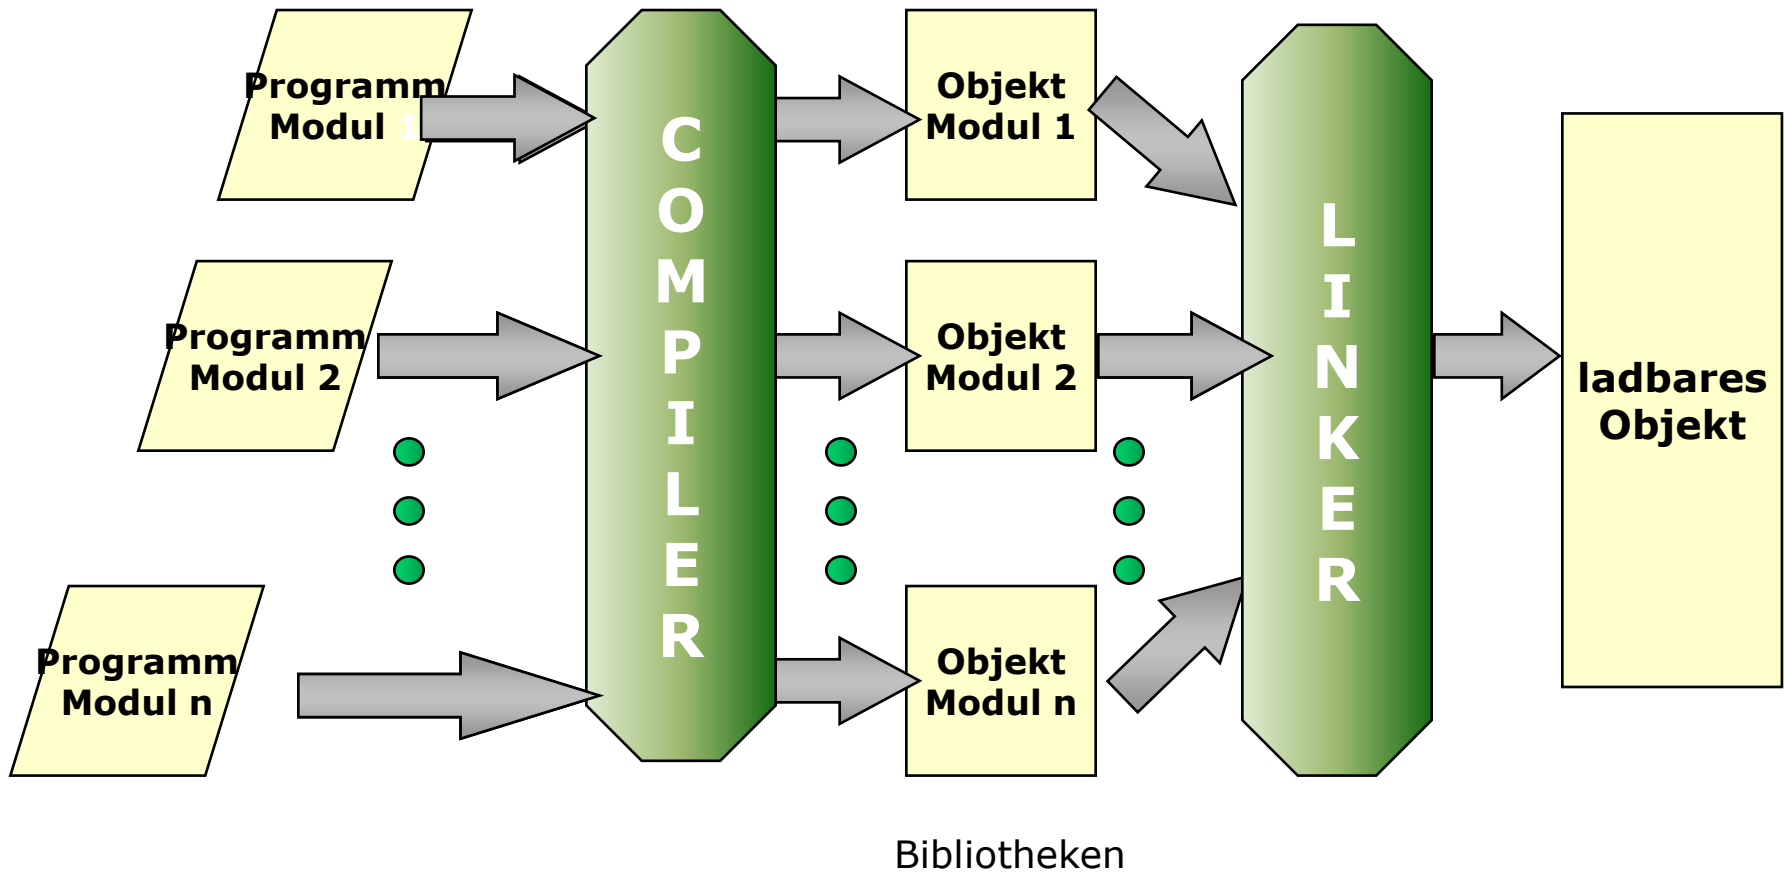 Programm
Modul 1
C
O
M
P
I
L
E
R
Objekt
Modul 1
L
I
N
K
E
R
ladbares
Objekt
Programm
Modul 2
Objekt
Modul 2
Programm
Modul n
Objekt
Modul n
Bibliotheken